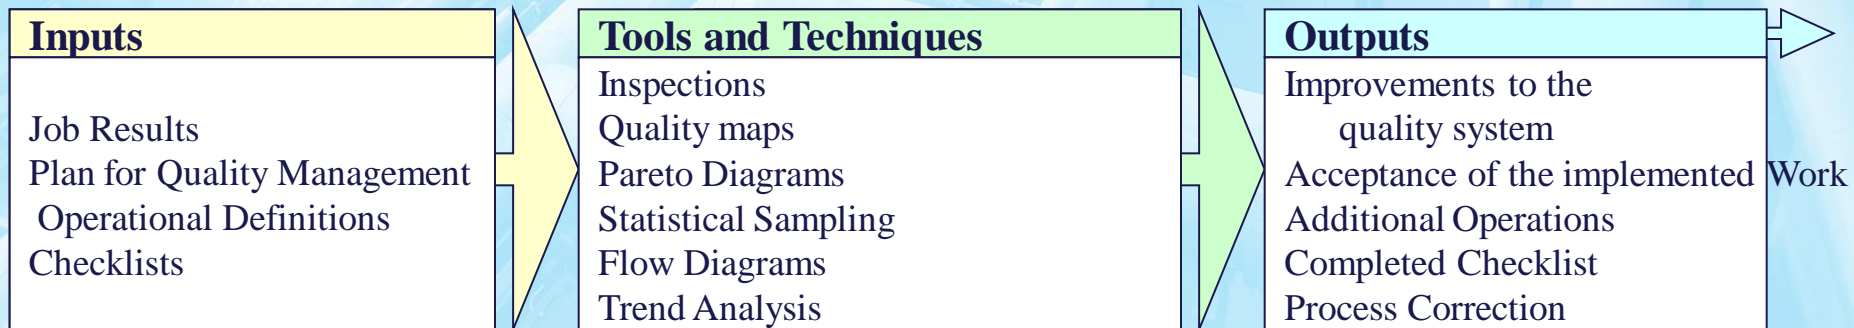 Inputs
Job Results
Plan for Quality Management
Operational Definitions
Checklists
Tools and Techniques
Inspections
Quality maps
Pareto Diagrams
Statistical Sampling
Flow Diagrams
Trend Analysis
Outputs
Improvements to the
quality system
Acceptance of the implemented Work
Additional Operations
Completed Checklist
Process Correction